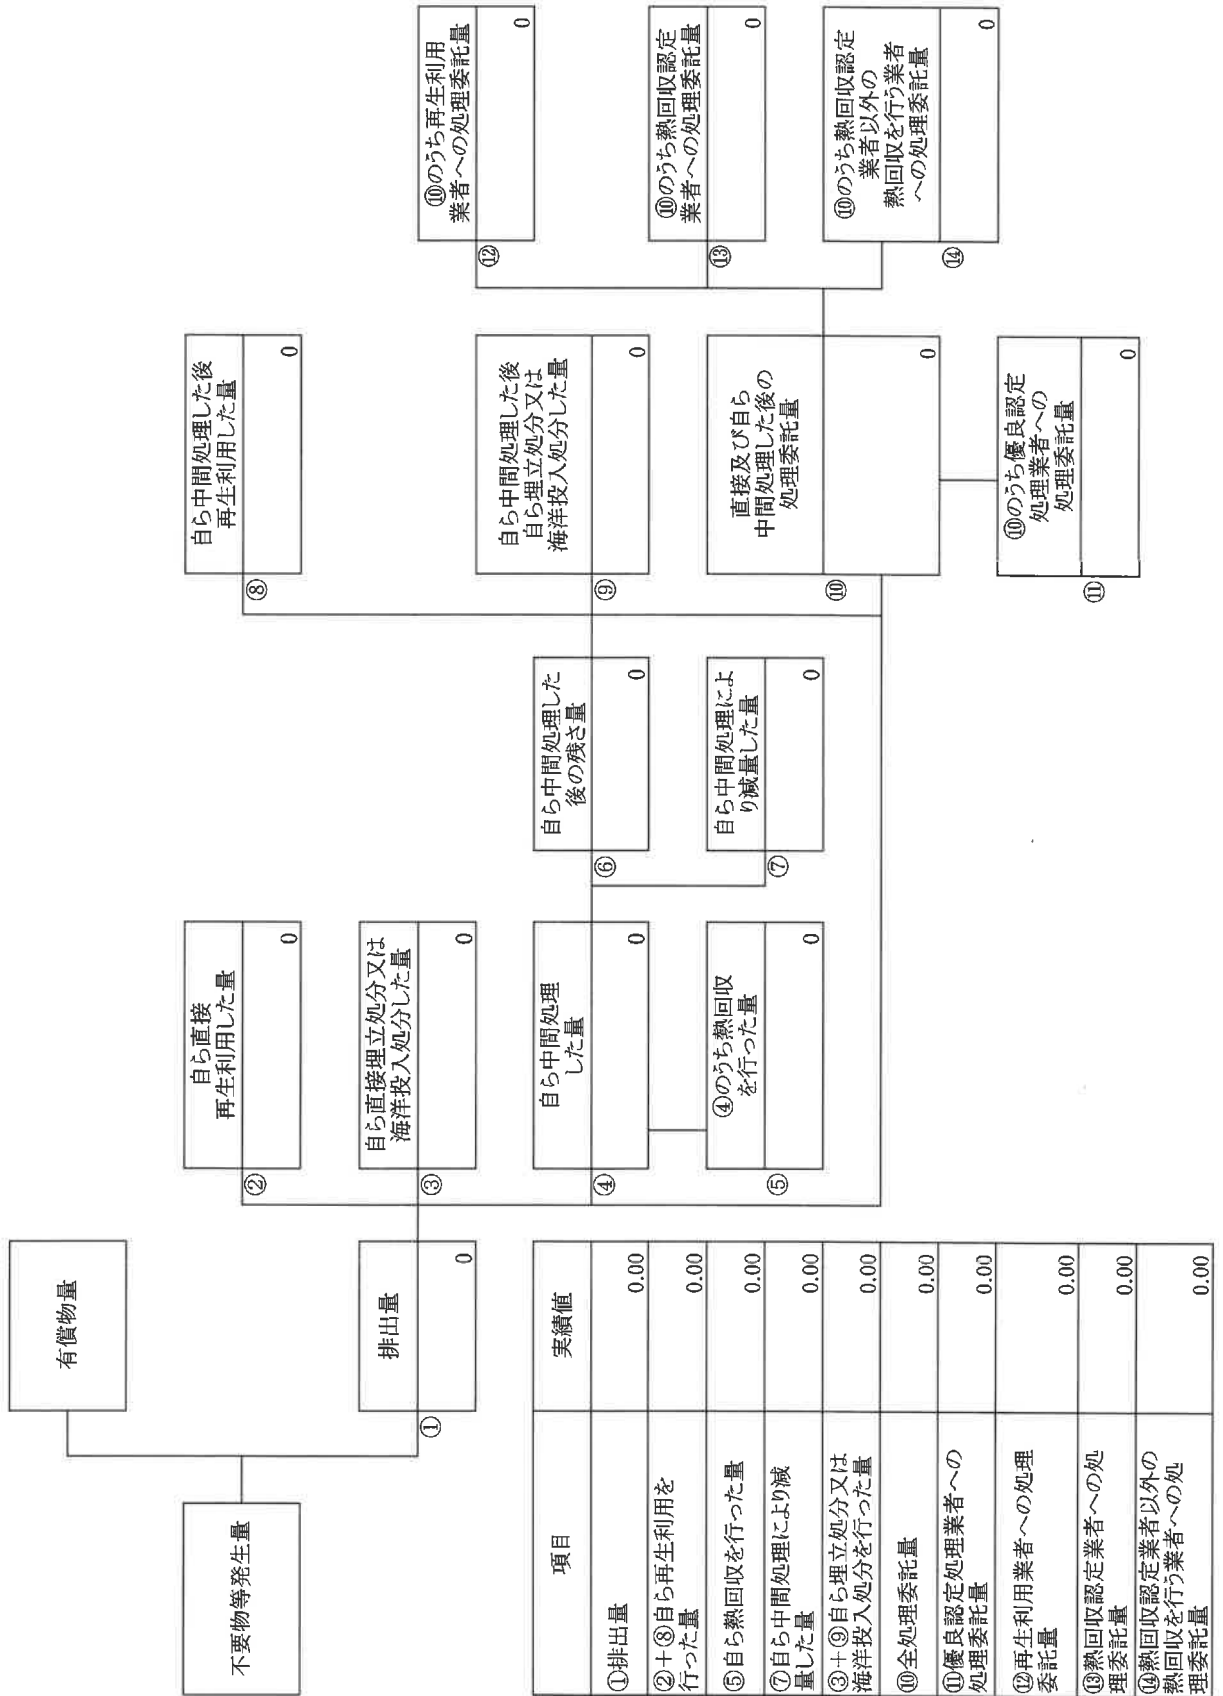 不要物等発生量
有償物量
①
排出量
0
②
自ら直接
再生利用した量
0
③
自ら直接埋立処分又は
海洋投入処分した量
0
④
自ら中間処理
した量
0
⑤
④のうち熱回収
を行った量
0
⑥
自ら中間処理した
後の残さ量
0
⑦
自ら中間処理によ
り減量した量
0
⑧
自ら中間処理した後
再生利用した量
0
⑨
自ら中間処理した後
自ら埋立処分又は
海洋投入処分した量
0
⑩
直接及び自ら
中間処理した後の
処理委託量
0
⑪
⑩のうち優良認定
処理業者への
処理委託量
0
⑫
⑩のうち再生利用
業者への処理委託量
0
⑬
⑩のうち熱回収認定
業者への処理委託量
0
⑭
⑩のうち熱回収認定
業者以外の
熱回収を行う業者
への処理委託量
0
項目 実績値
①排出量 0.00
②+⑧自ら再生利用を
行った量 0.00
⑤自ら熱回収を行った量 0.00
⑦自ら中間処理により減
量した量 0.00
③+⑨自ら埋立処分又は
海洋投入処分を行った量 0.00
⑩全処理委託量 0.00
⑪優良認定処理業者への
処理委託量 0.00
⑫再生利用業者への処理
委託量 0.00
⑬熱回収認定業者への処
理委託量 0.00
⑭熱回収認定業者以外の
熱回収を行う業者への処
理委託量 0.00